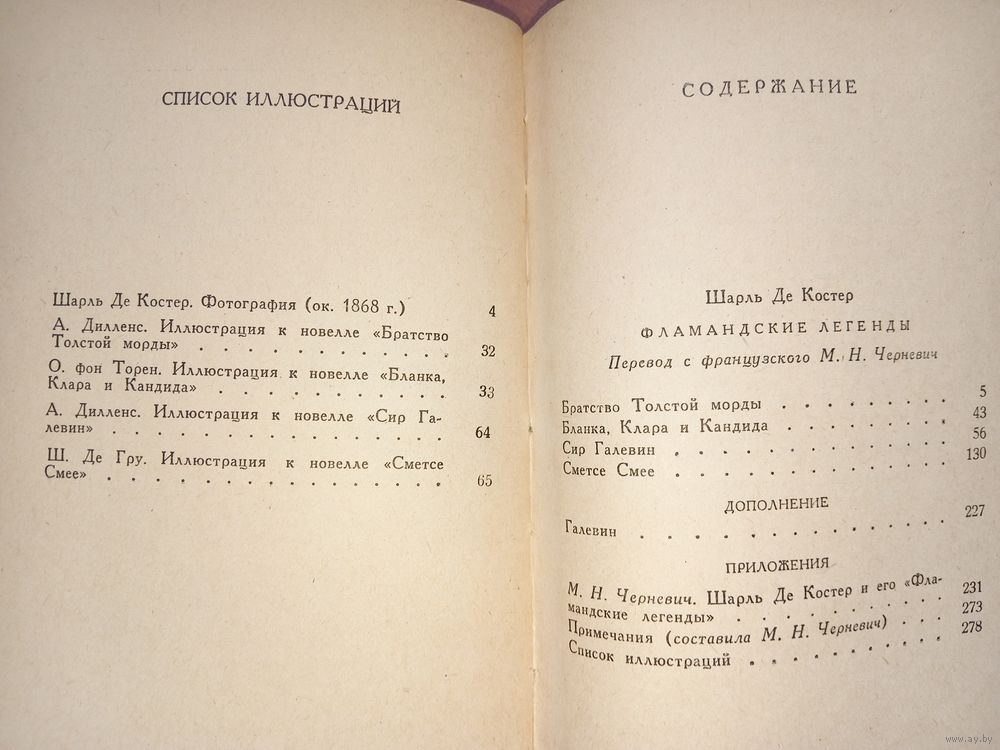 СПИСОК ИЛЛЮСТРАЦИЙ
Шарль Де Костер. Фотография (ок. 1868 г.) 4
А. Дилленс. Иллюстрация к новелле «Братство
Толстой морды» . . . . . . . . . . . 32
О. фон Торен. Иллюстрация к новелле «Бланка,
Клара и Кандида» . . . . . . . . . . 33
А. Дилленс. Иллюстрация к новелле «Сир Га-
левин» . . . . . . . . . . . . . . . 64
Ш. Де Гру. Иллюстрация к новелле «Сметсе
Смее» . . . . . . . . . . . . . . . 65
СОДЕРЖАНИЕ
Шарль Де Костер
ФЛАМАНДСКИЕ ЛЕГЕНДЫ
Перевод с французского М. Н. Черневич
Братство Толстой морды . . . . . . . . 5
Бланка, Клара и Кандида . . . . . . . . 43
Сир Галевин . . . . . . . . . . . . 56
Сметсе Смее . . . . . . . . . . . . 130
ДОПОЛНЕНИЕ
Галевин . . . . . . . . . . . . . . 227
ПРИЛОЖЕНИЯ
М. Н. Черневич. Шарль Де Костер и его «Фла-
мандские легенды» . . . . . . . . . . 231
Примечания (составила М. Н. Черневич) . . . 273
Список иллюстраций . . . . . . . . . 278
www.ay.by